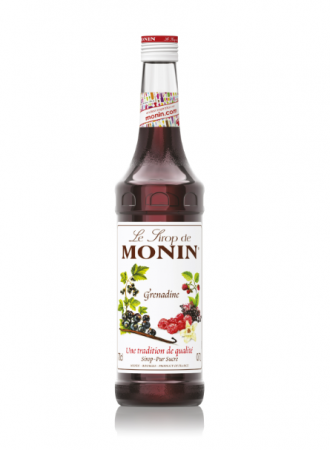 monin.com
Le Sirop de
MONIN
Grenadine
Une tradition de qualité
Sirop · Pur Sucre